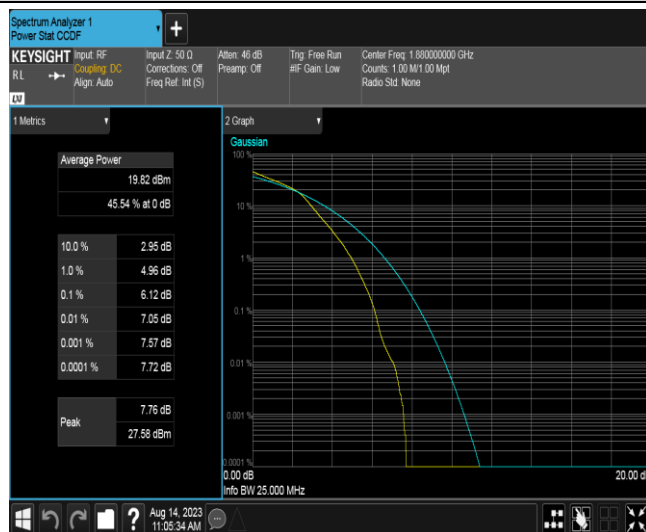 Spectrum Analyzer 1
Power Stat CCDF
+
KEYSIGHT
RL
LXI
Input: RF
Coupling: DC
Align: Auto
Input Z: 50 Ω
Corrections: Off
Freq Ref: Int (S)
Atten: 46 dB
Preamp: Off
Trig: Free Run
#IF Gain: Low
Center Freq: 1.880000000 GHz
Counts: 1.00 M/1.00 Mpt
Radio Std: None
1 Metrics
Average Power
19.82 dBm
45.54 % at 0 dB
10.0 % 2.95 dB
1.0 % 4.96 dB
0.1 % 6.12 dB
0.01 % 7.05 dB
0.001 % 7.57 dB
0.0001 % 7.72 dB
Peak
7.76 dB
27.58 dBm
2 Graph
Gaussian
100 %
10 %
1 %
0.1 %
0.01 %
0.001 %
0.0001 %
0.00 dB
20.00 d
Info BW 25.000 MHz
?
Aug 14, 2023
11:05:34 AM